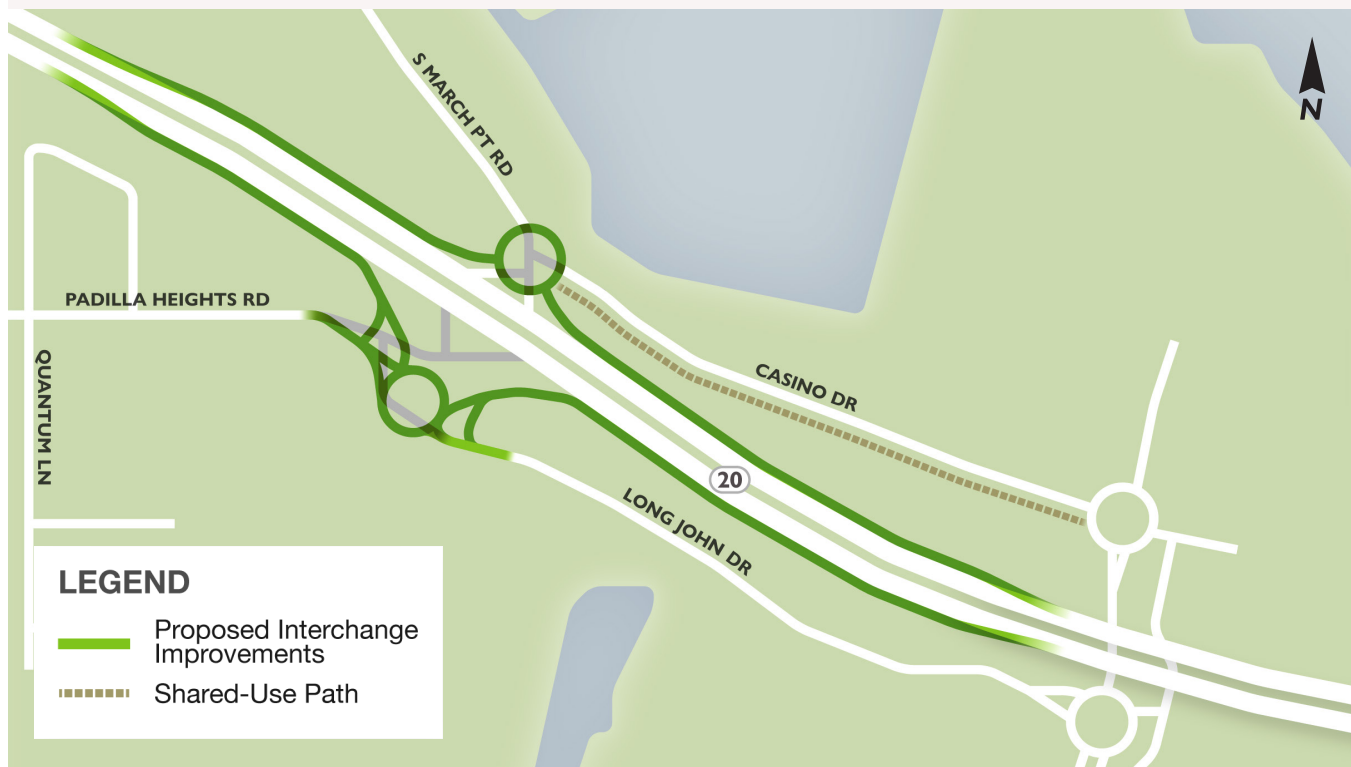 S MARCH PT RD
N
PADILLA HEIGHTS RD
QUANTUM LN
CASINO DR
20
LONG JOHN DR
LEGEND
Proposed Interchange
Improvements
Shared-Use Path